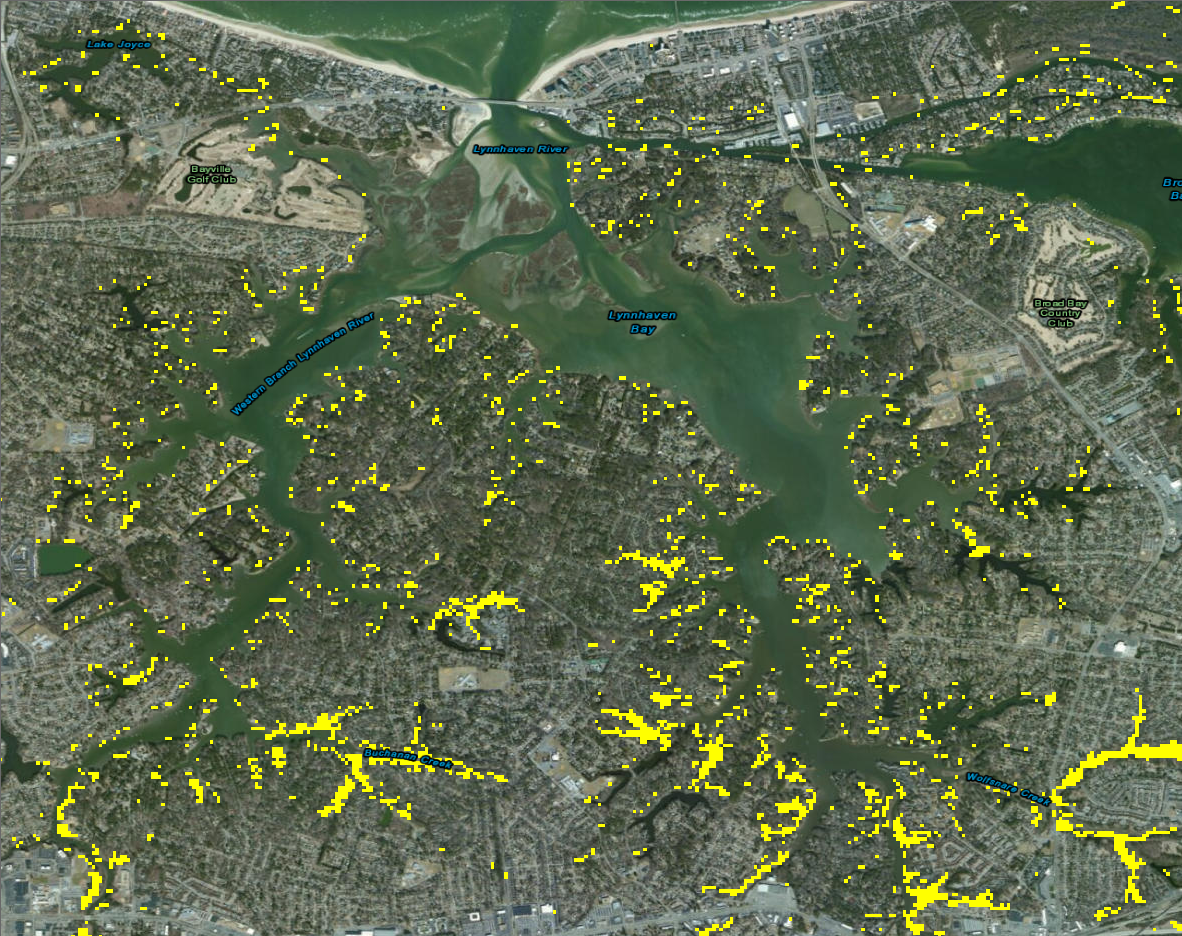 Lake Joyce
Lynnhaven River
Bayville
Golf Club
Bro
B
Lynnhaven
Bay
Broad Bay
Country
Club
Western Branch Lynnhaven River
Buchanan Creek
Wolfsnare Creek